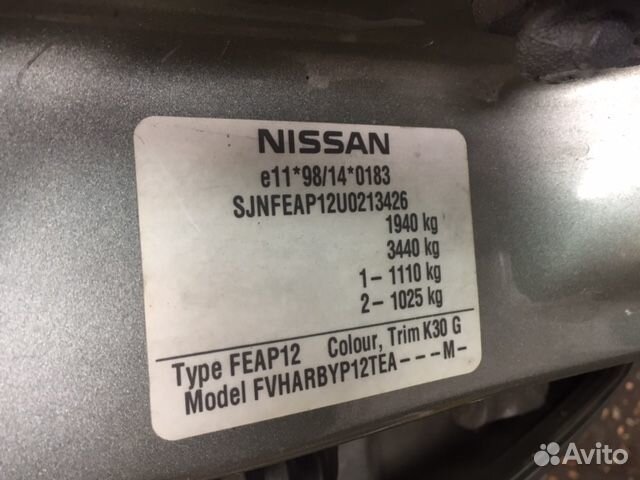 NISSAN
e11*98/14*0183
SJNFEAP12U0213426
1940 kg
3440 kg
1– 1110 kg
2– 1025 kg
Type FEAP12 Colour, Trim K30 G
Model FVHARBYP12TEA---M-
Avito